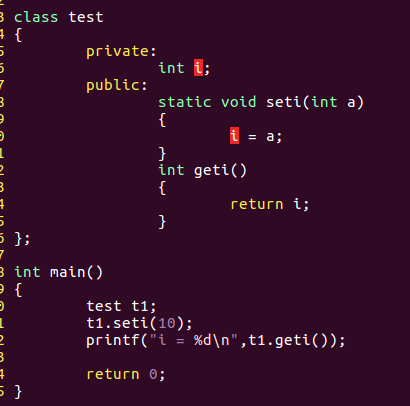 class test
{
private:
int i;
public:
static void seti(int a)
{
i = a;
}
int geti()
{
return i;
}
};
int main()
{
test t1;
t1.seti(10);
printf("i = %d\n",t1.geti());
return 0;
}